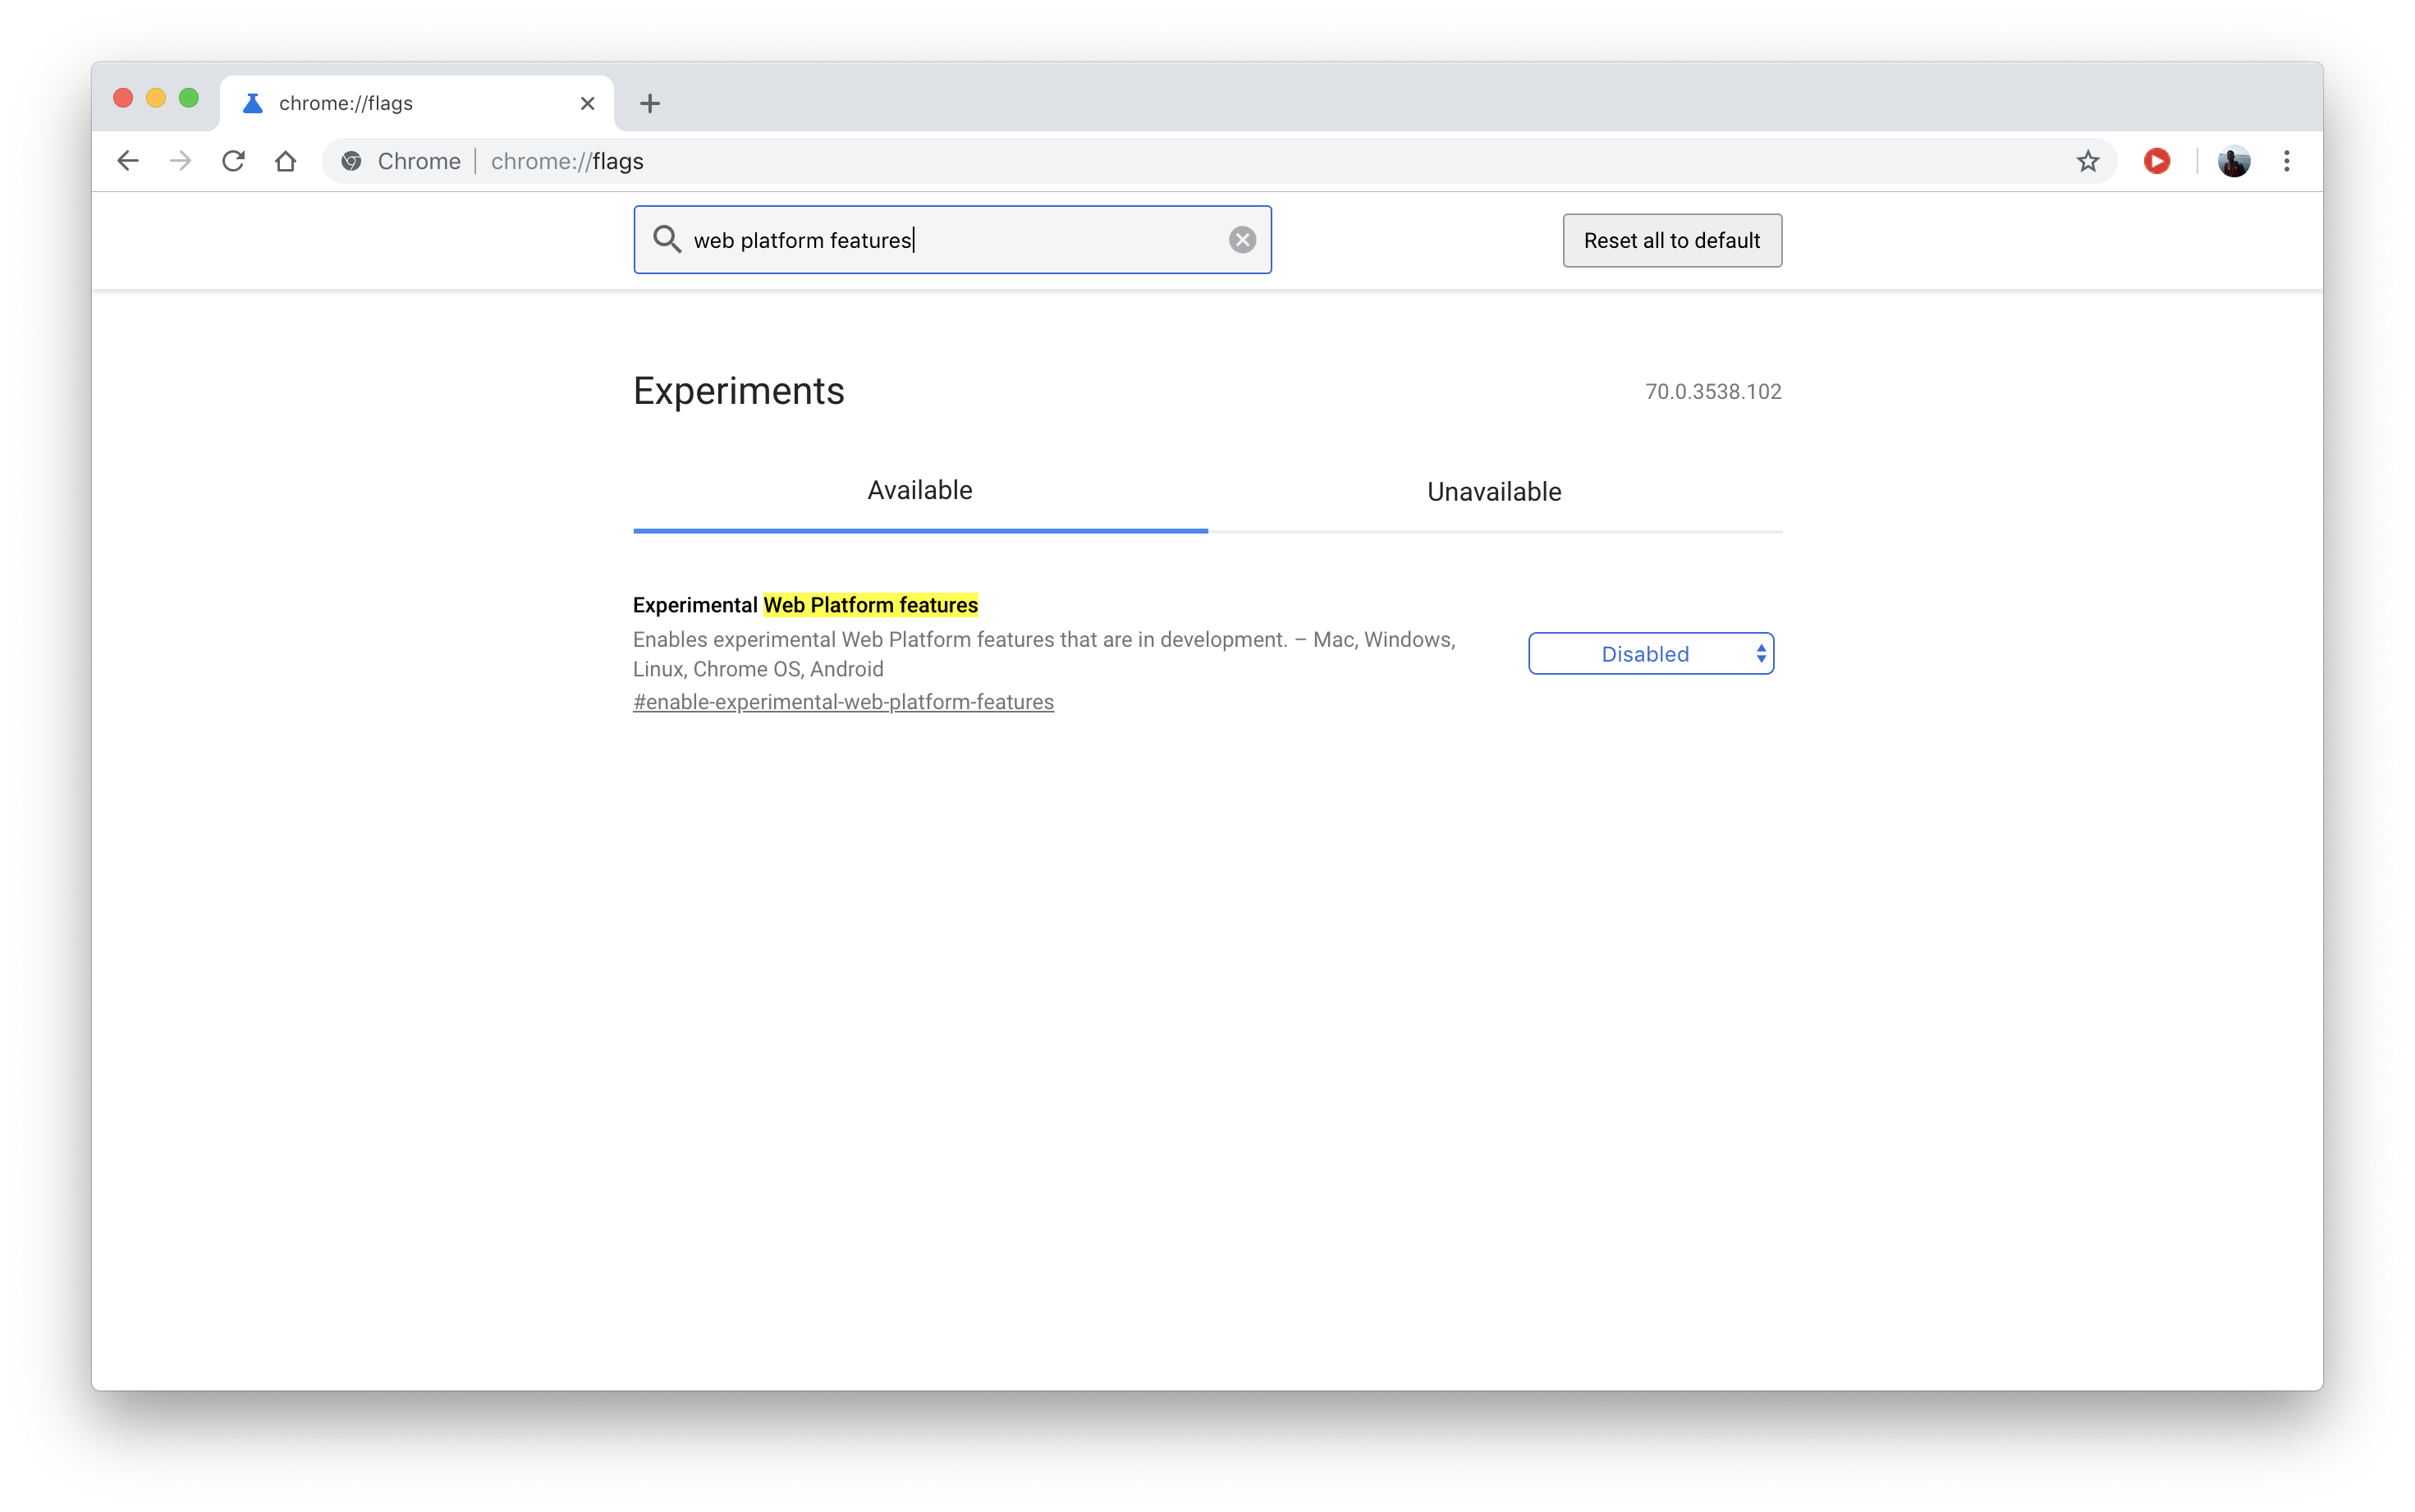 chrome://flags
Chrome chrome://flags
web platform features
Reset all to default
Experiments
70.0.3538.102
Available
Unavailable
Experimental Web Platform features
Enables experimental Web Platform features that are in development. – Mac, Windows,
Linux, Chrome OS, Android
#enable-experimental-web-platform-features
Disabled